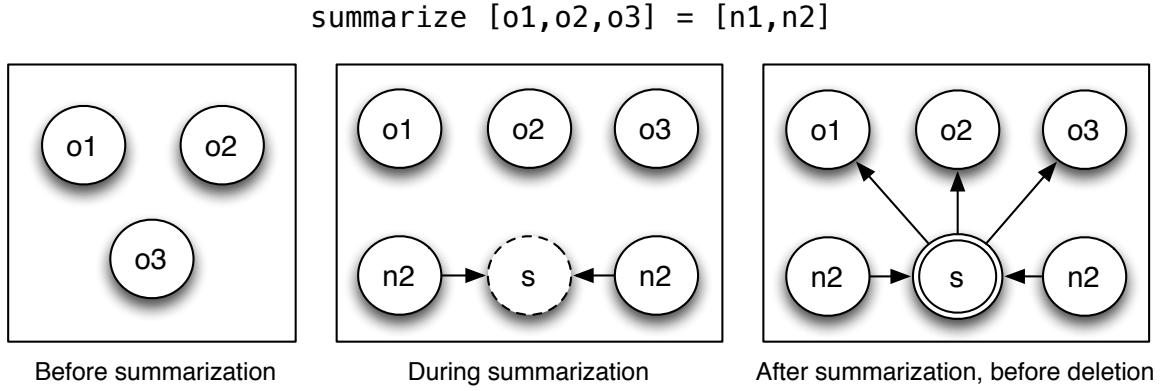 summarize [o1,o2,o3] = [n1,n2]
o1 o2
o3
Before summarization
o1 o2 o3
n2 s n2
During summarization
o1 o2 o3
n2 s n2
After summarization, before deletion